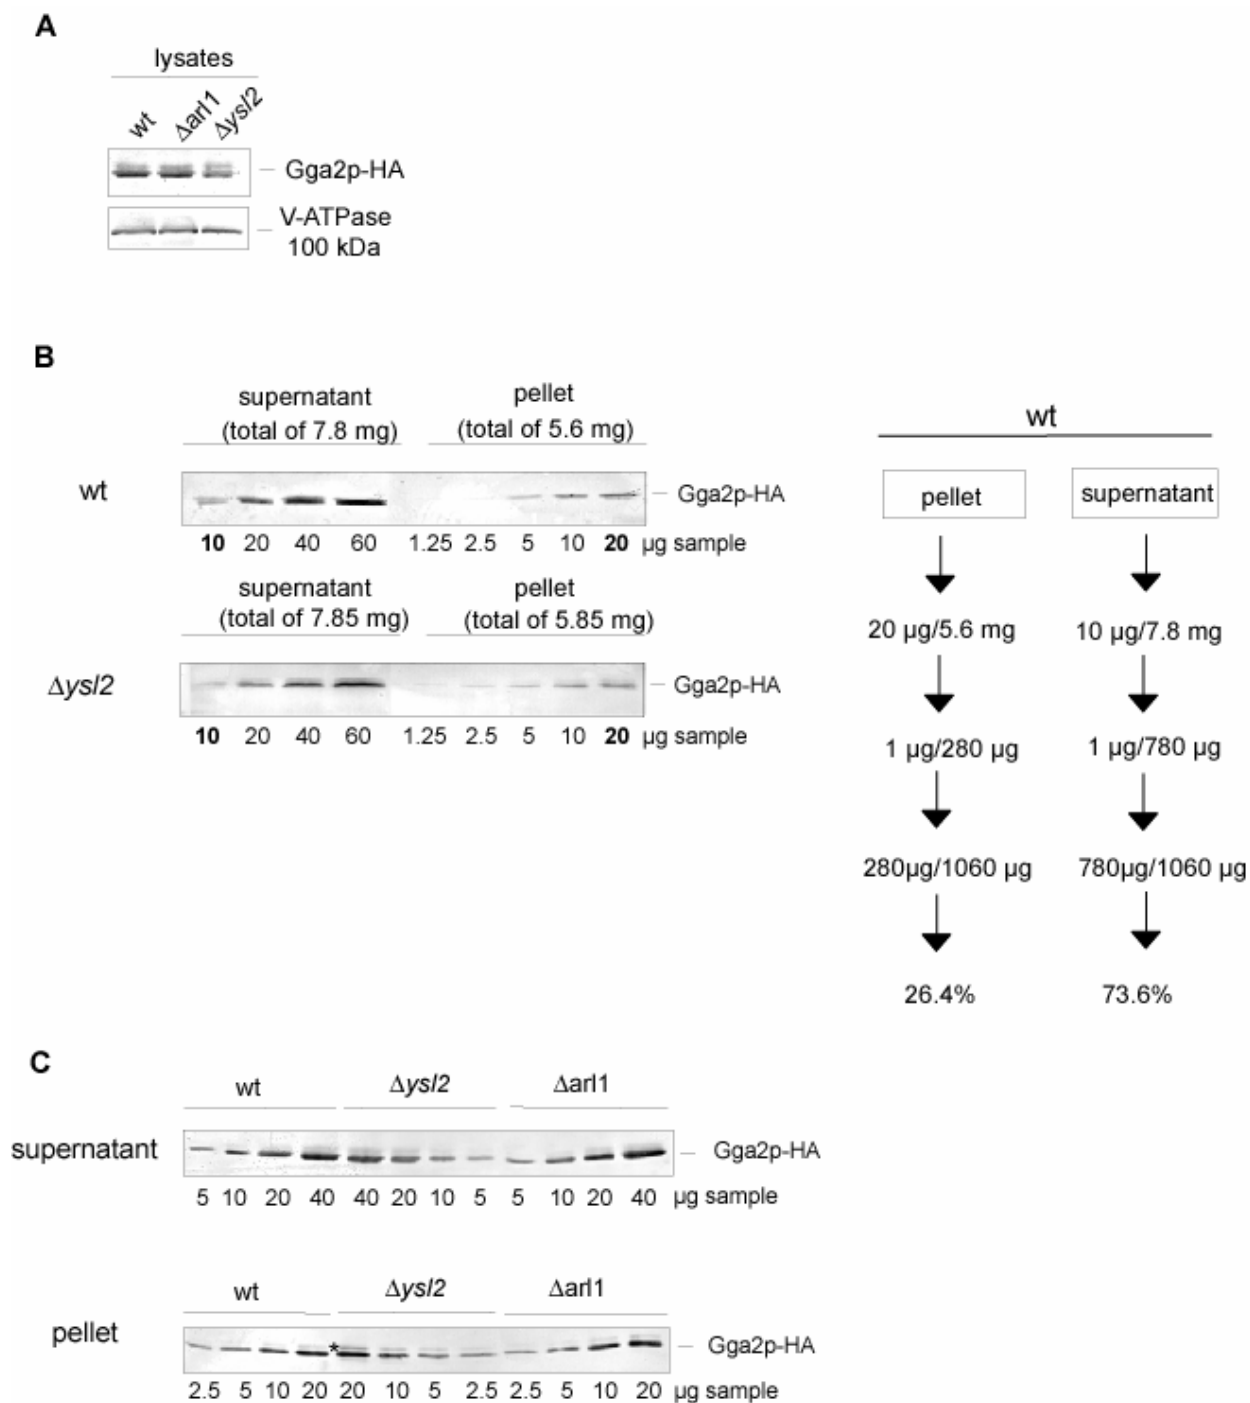 A
lysates
wt Δarl1 Δysl2
Gga2p-HA
V-ATPase
100 kDa
B
supernatant
(total of 7.8 mg)
pellet
(total of 5.6 mg)
wt
Gga2p-HA
10 20 40 60 1.25 2.5 5 10 20 µg sample
supernatant
(total of 7.85 mg)
pellet
(total of 5.85 mg)
Δysl2
Gga2p-HA
10 20 40 60 1.25 2.5 5 10 20 µg sample
wt
pellet supernatant
20 µg/5.6 mg 10 µg/7.8 mg
1 µg/280 µg 1 µg/780 µg
280µg/1060 µg 780µg/1060 µg
26.4% 73.6%
C
wt Δysl2 Δarl1
supernatant
Gga2p-HA
5 10 20 40 40 20 10 5 5 10 20 40 µg sample
wt Δysl2 Δarl1
pellet
*
Gga2p-HA
2.5 5 10 20 20 10 5 2.5 2.5 5 10 20 µg sample